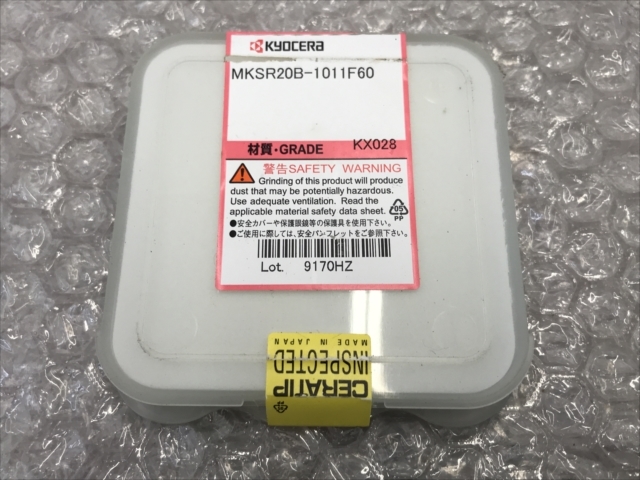 KYOCERA
MKSR20B-1011F60
材質・GRADE KX028
警告SAFETY WARNING
Grinding of this product will produce
dust that may be potentially hazardous.
Use adequate ventilation. Read the
applicable material safety data sheet.
05
PP
●安全カバーや保護眼鏡等の保護具を使用下さい。
●ご使用に際しては、安全パンフレットをご参照下さい。
Lot. 9170HZ
CERATIP
INSPECTED
MADE IN JAPAN